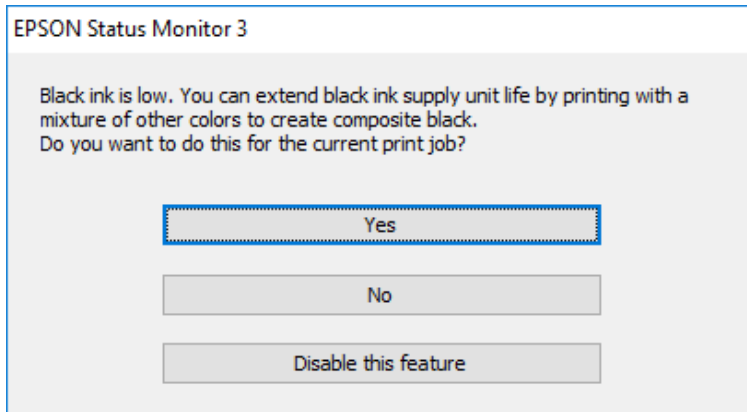 EPSON Status Monitor 3
Black ink is low. You can extend black ink supply unit life by printing with a
mixture of other colors to create composite black.
Do you want to do this for the current print job?
Yes
No
Disable this feature